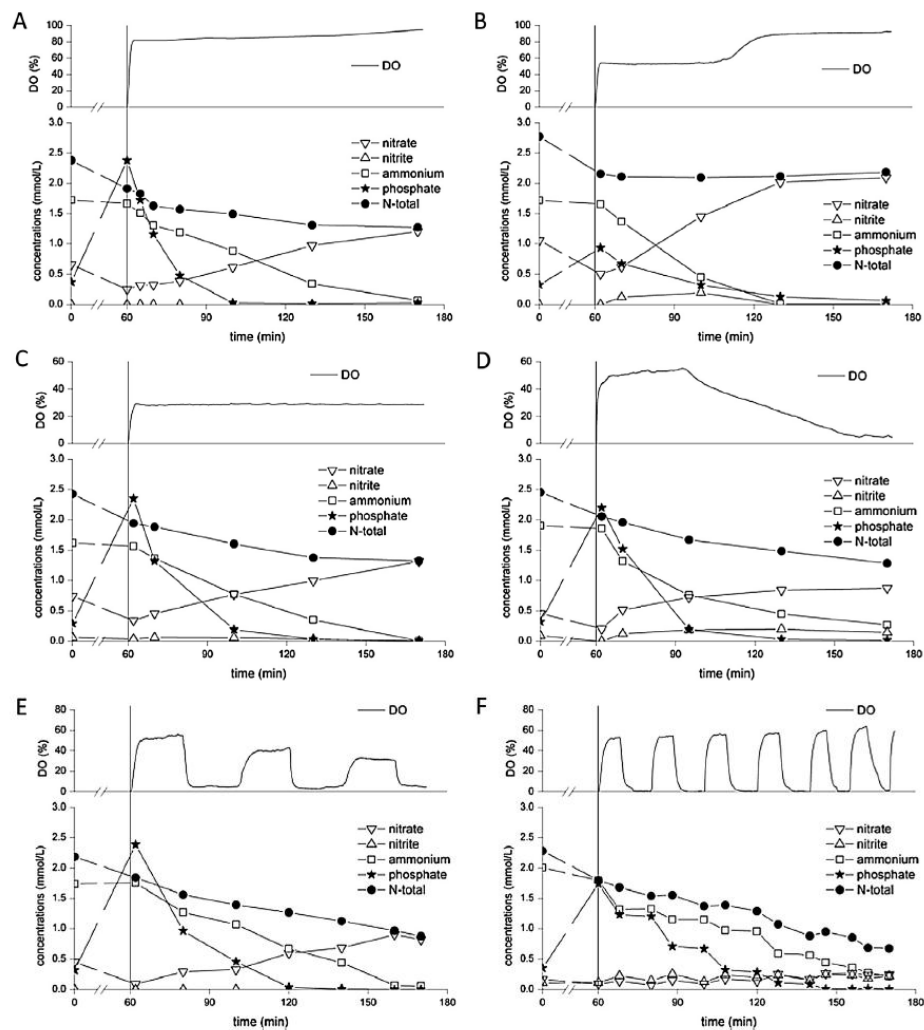 A
DO (%)
100
80
60
40
20
0
DO
concentrations (mmol/L)
3.0
2.5
2.0
1.5
1.0
0.5
0.0
nitrate
nitrite
ammonium
phosphate
N-total
0 60 90 120 150 180
time (min)
B
DO (%)
100
80
60
40
20
0
DO
concentrations (mmol/L)
3.0
2.5
2.0
1.5
1.0
0.5
0.0
nitrate
nitrite
ammonium
phosphate
N-total
0 60 90 120 150 180
time (min)
C
DO (%)
60
40
20
0
DO
concentrations (mmol/L)
3.0
2.5
2.0
1.5
1.0
0.5
0.0
nitrate
nitrite
ammonium
phosphate
N-total
0 60 90 120 150 180
time (min)
D
DO (%)
60
40
20
0
DO
concentrations (mmol/L)
3.0
2.5
2.0
1.5
1.0
0.5
0.0
nitrate
nitrite
ammonium
phosphate
N-total
0 60 90 120 150 180
time (min)
E
DO (%)
80
60
40
20
0
DO
concentrations (mmol/L)
3.0
2.5
2.0
1.5
1.0
0.5
0.0
nitrate
nitrite
ammonium
phosphate
N-total
0 60 90 120 150 180
time (min)
F
DO (%)
80
60
40
20
0
DO
concentrations (mmol/L)
3.0
2.5
2.0
1.5
1.0
0.5
0.0
nitrate
nitrite
ammonium
phosphate
N-total
0 60 90 120 150 180
time (min)